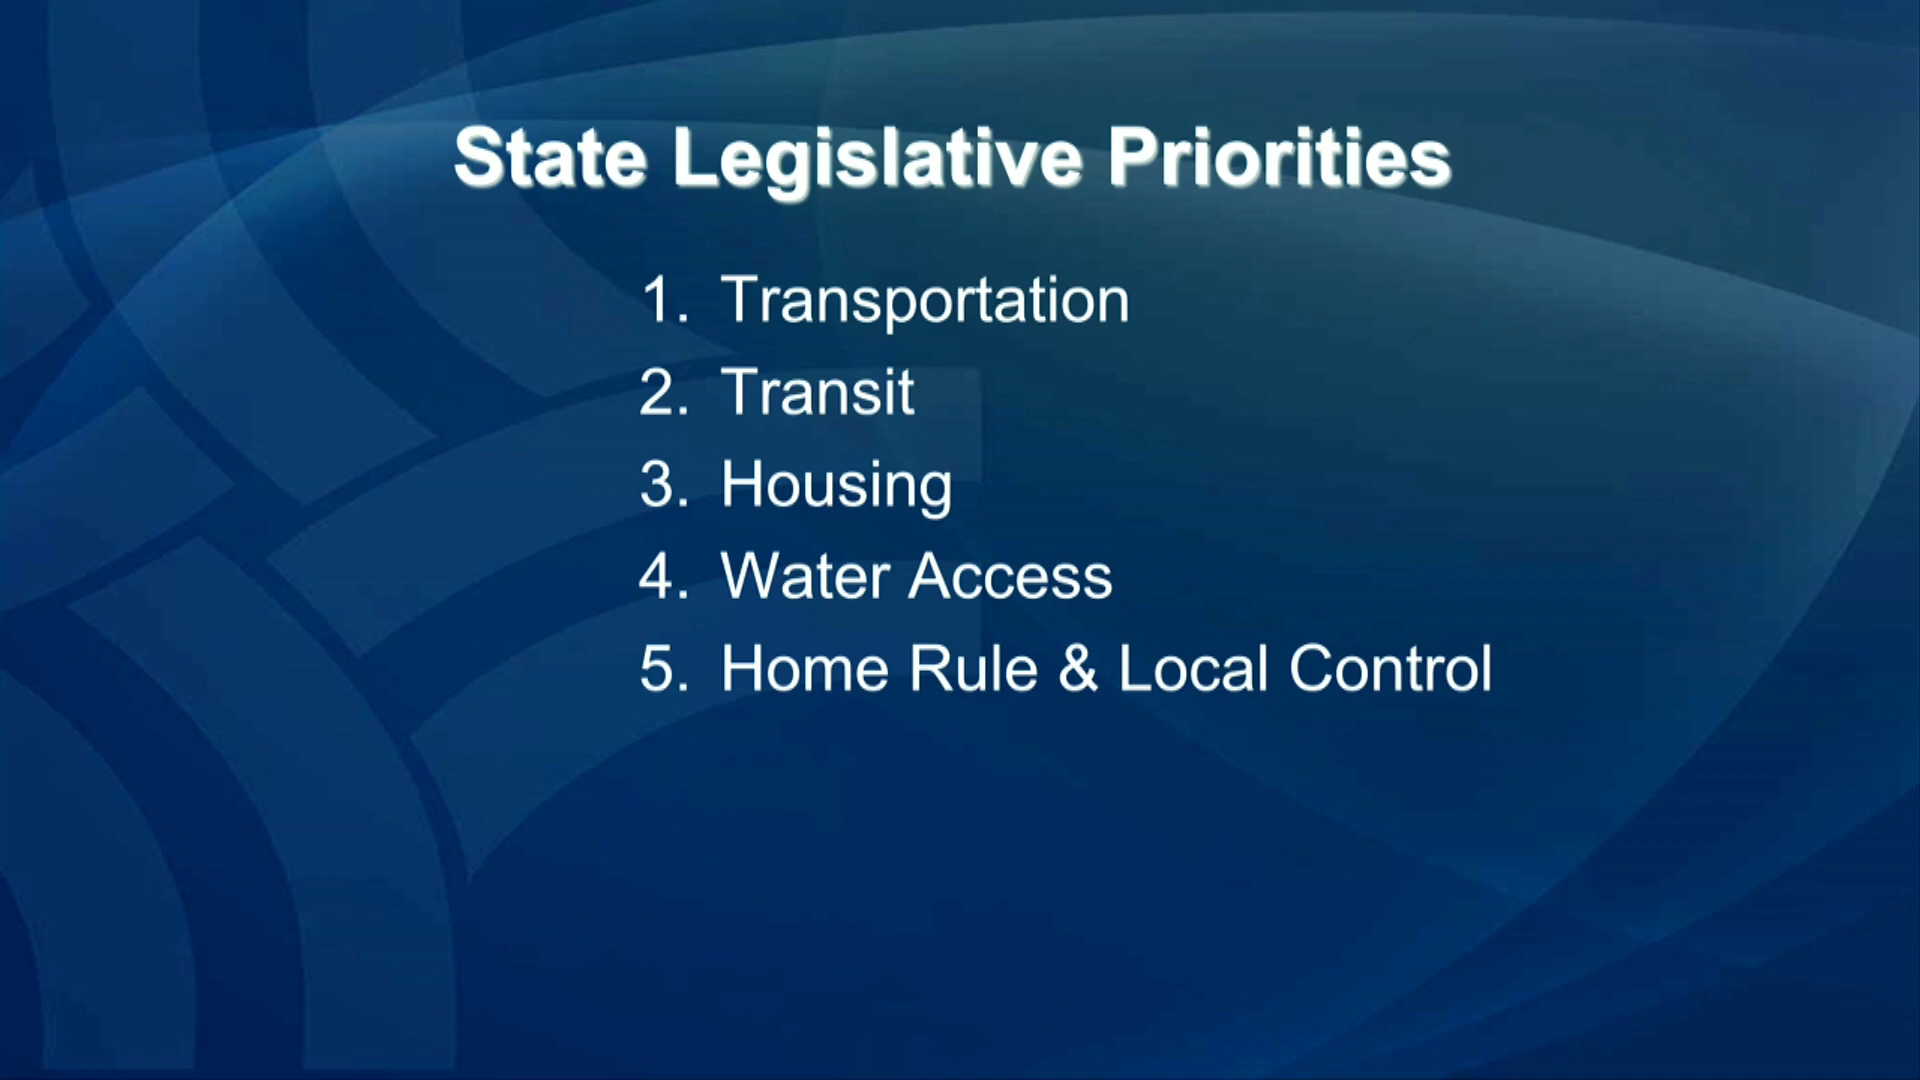 State Legislative Priorities
1. Transportation
2. Transit
3. Housing
4. Water Access
5. Home Rule & Local Control